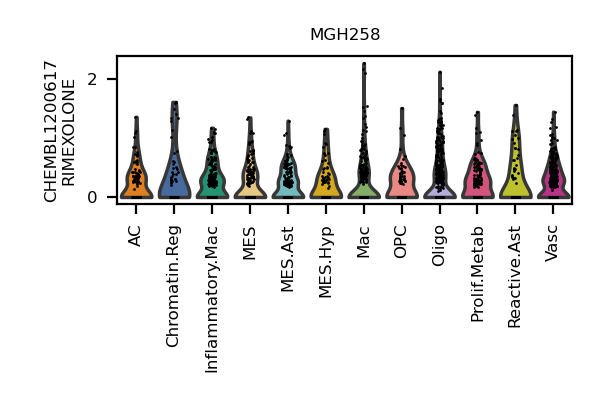 MGH258
CHEMBL1200617
RIMEXOLONE
2
0
AC
Chromatin.Reg
Inflammatory.Mac
MES
MES.Ast
MES.Hyp
Mac
OPC
Oligo
Prolif.Metab
Reactive.Ast
Vasc